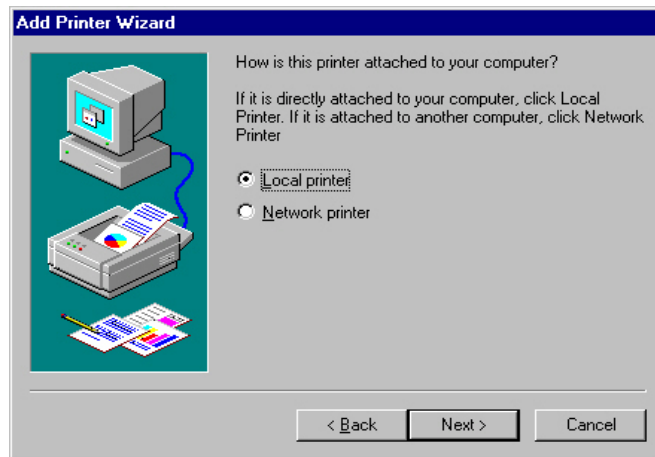 Add Printer Wizard
How is this printer attached to your computer?
If it is directly attached to your computer, click Local
Printer. If it is attached to another computer, click Network
Printer
Local printer
Network printer
< Back
Next >
Cancel